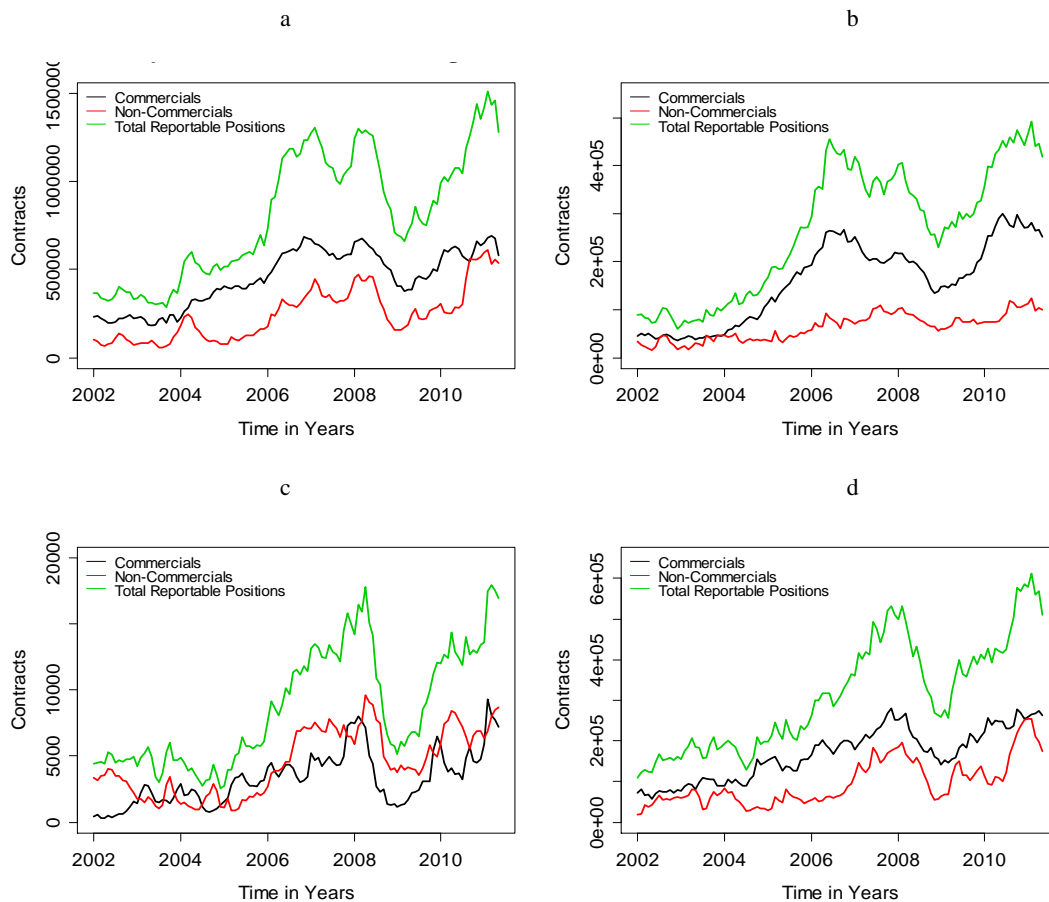 a
b
Commercials
Non-Commercials
Total Reportable Positions
Contracts
0
500000
1000000
1500000
2002
2004
2006
2008
2010
Time in Years
Commercials
Non-Commercials
Total Reportable Positions
Contracts
0e+00
2e+05
4e+05
2002
2004
2006
2008
2010
Time in Years
c
d
Commercials
Non-Commercials
Total Reportable Positions
Contracts
0
5000
10000
20000
2002
2004
2006
2008
2010
Time in Years
Commercials
Non-Commercials
Total Reportable Positions
Contracts
0e+00
2e+05
4e+05
6e+05
2002
2004
2006
2008
2010
Time in Years